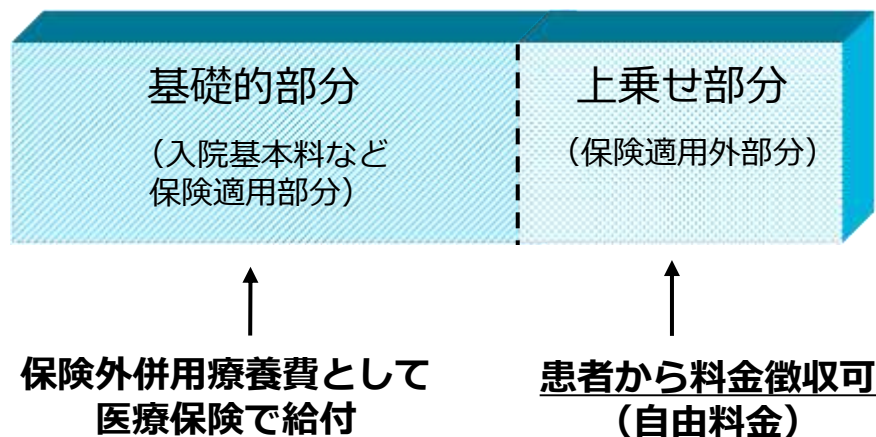 基礎的部分
（入院基本料など
保険適用部分）
上乗せ部分
（保険適用外部分）
保険外併用療養費として
医療保険で給付
患者から料金徴収可
（自由料金）